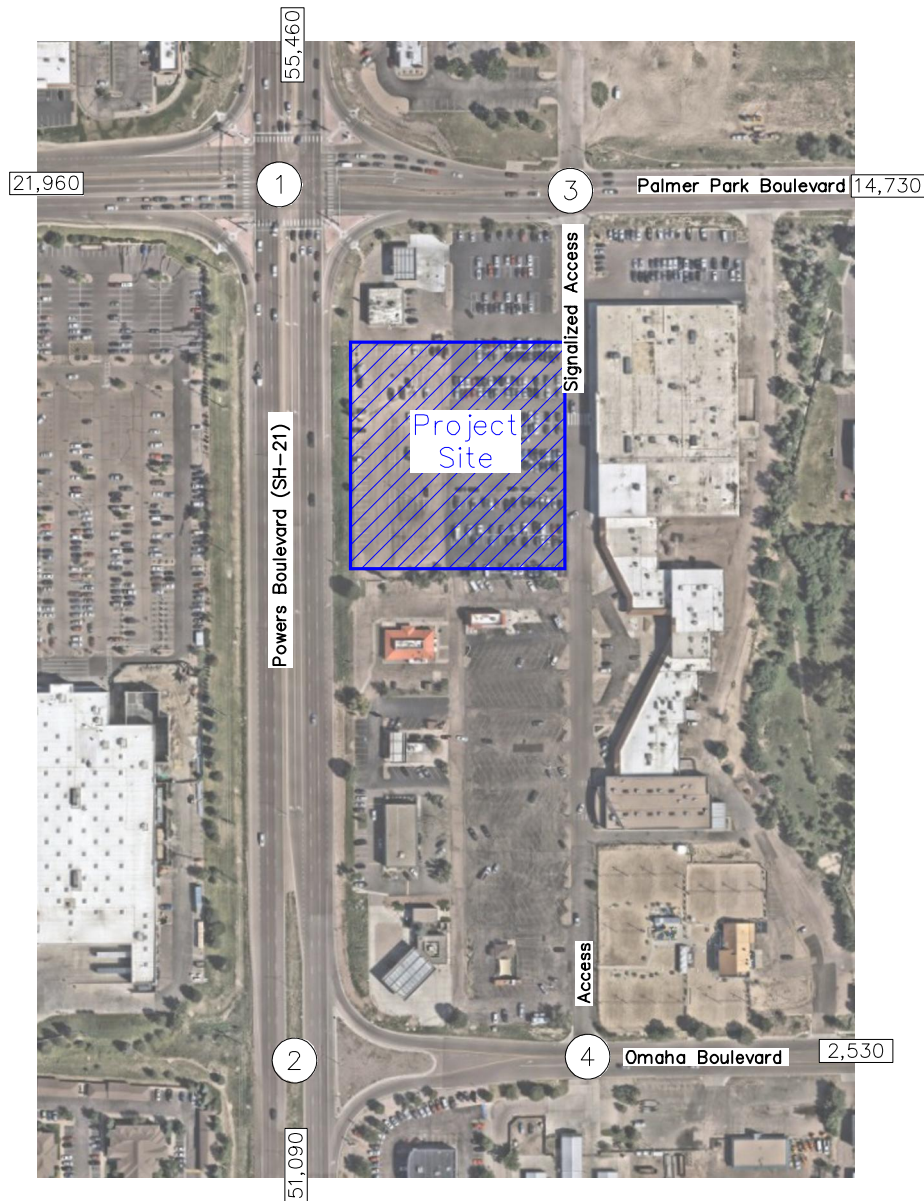 55,460
21,960
1
3
Palmer Park Boulevard
14,730
Signalized Access
Project
Site
Powers Boulevard (SH-21)
Access
2
4
Omaha Boulevard
2,530
51,090